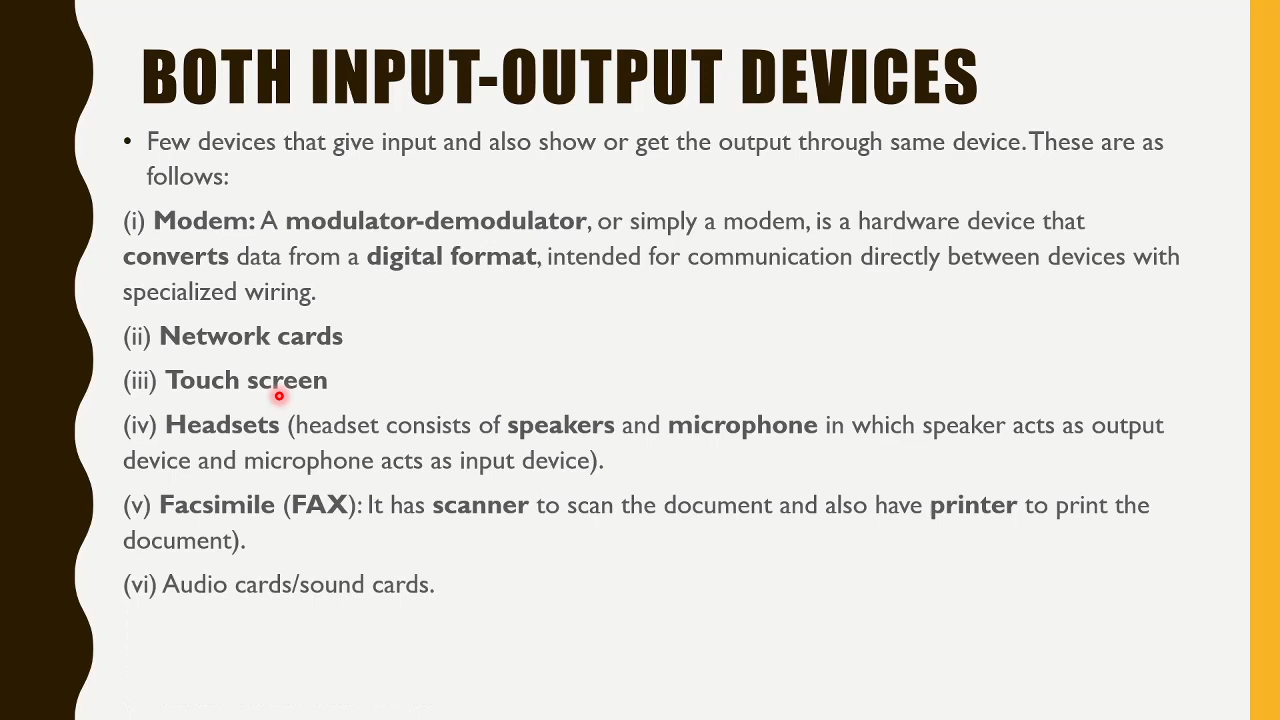 BOTH INPUT-OUTPUT DEVICES
• Few devices that give input and also show or get the output through same device. These are as
follows:
(i) Modem: A modulator-demodulator, or simply a modem, is a hardware device that
converts data from a digital format, intended for communication directly between devices with
specialized wiring.
(ii) Network cards
(iii) Touch screen
(iv) Headsets (headset consists of speakers and microphone in which speaker acts as output
device and microphone acts as input device).
(v) Facsimile (FAX): It has scanner to scan the document and also have printer to print the
document).
(vi) Audio cards/sound cards.